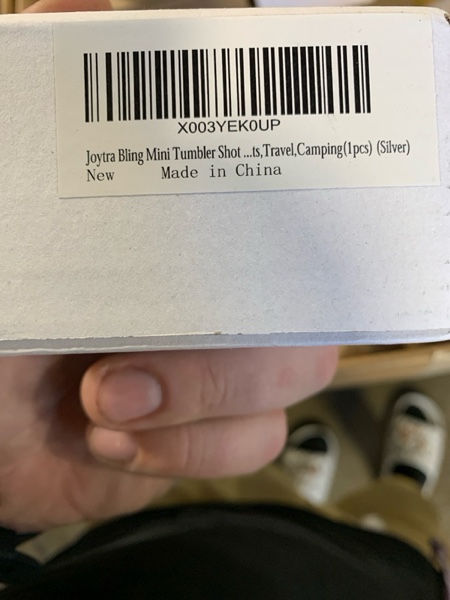 X003YEK0UP
Joytra Bling Mini Tumbler Shot ...ts,Travel,Camping(1pcs) (Silver)
New Made in China